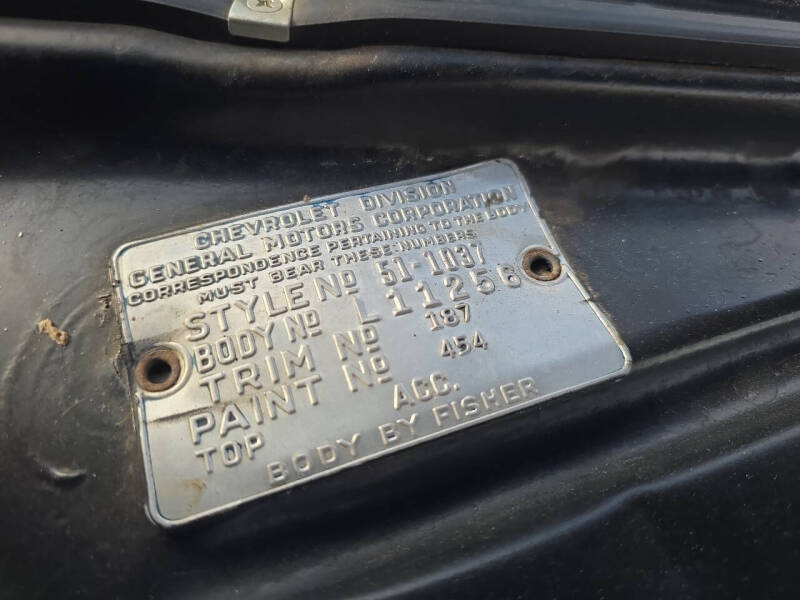 CHEVROLET DIVISION
GENERAL MOTORS CORPORATION
CORRESPONDENCE PERTAINING TO THE BODY
MUST BEAR THESE NUMBERS
STYLE NO 51-1037
BODY NO L11256
TRIM NO 187
PAINT NO 454
TOP ACC.
BODY BY FISHER